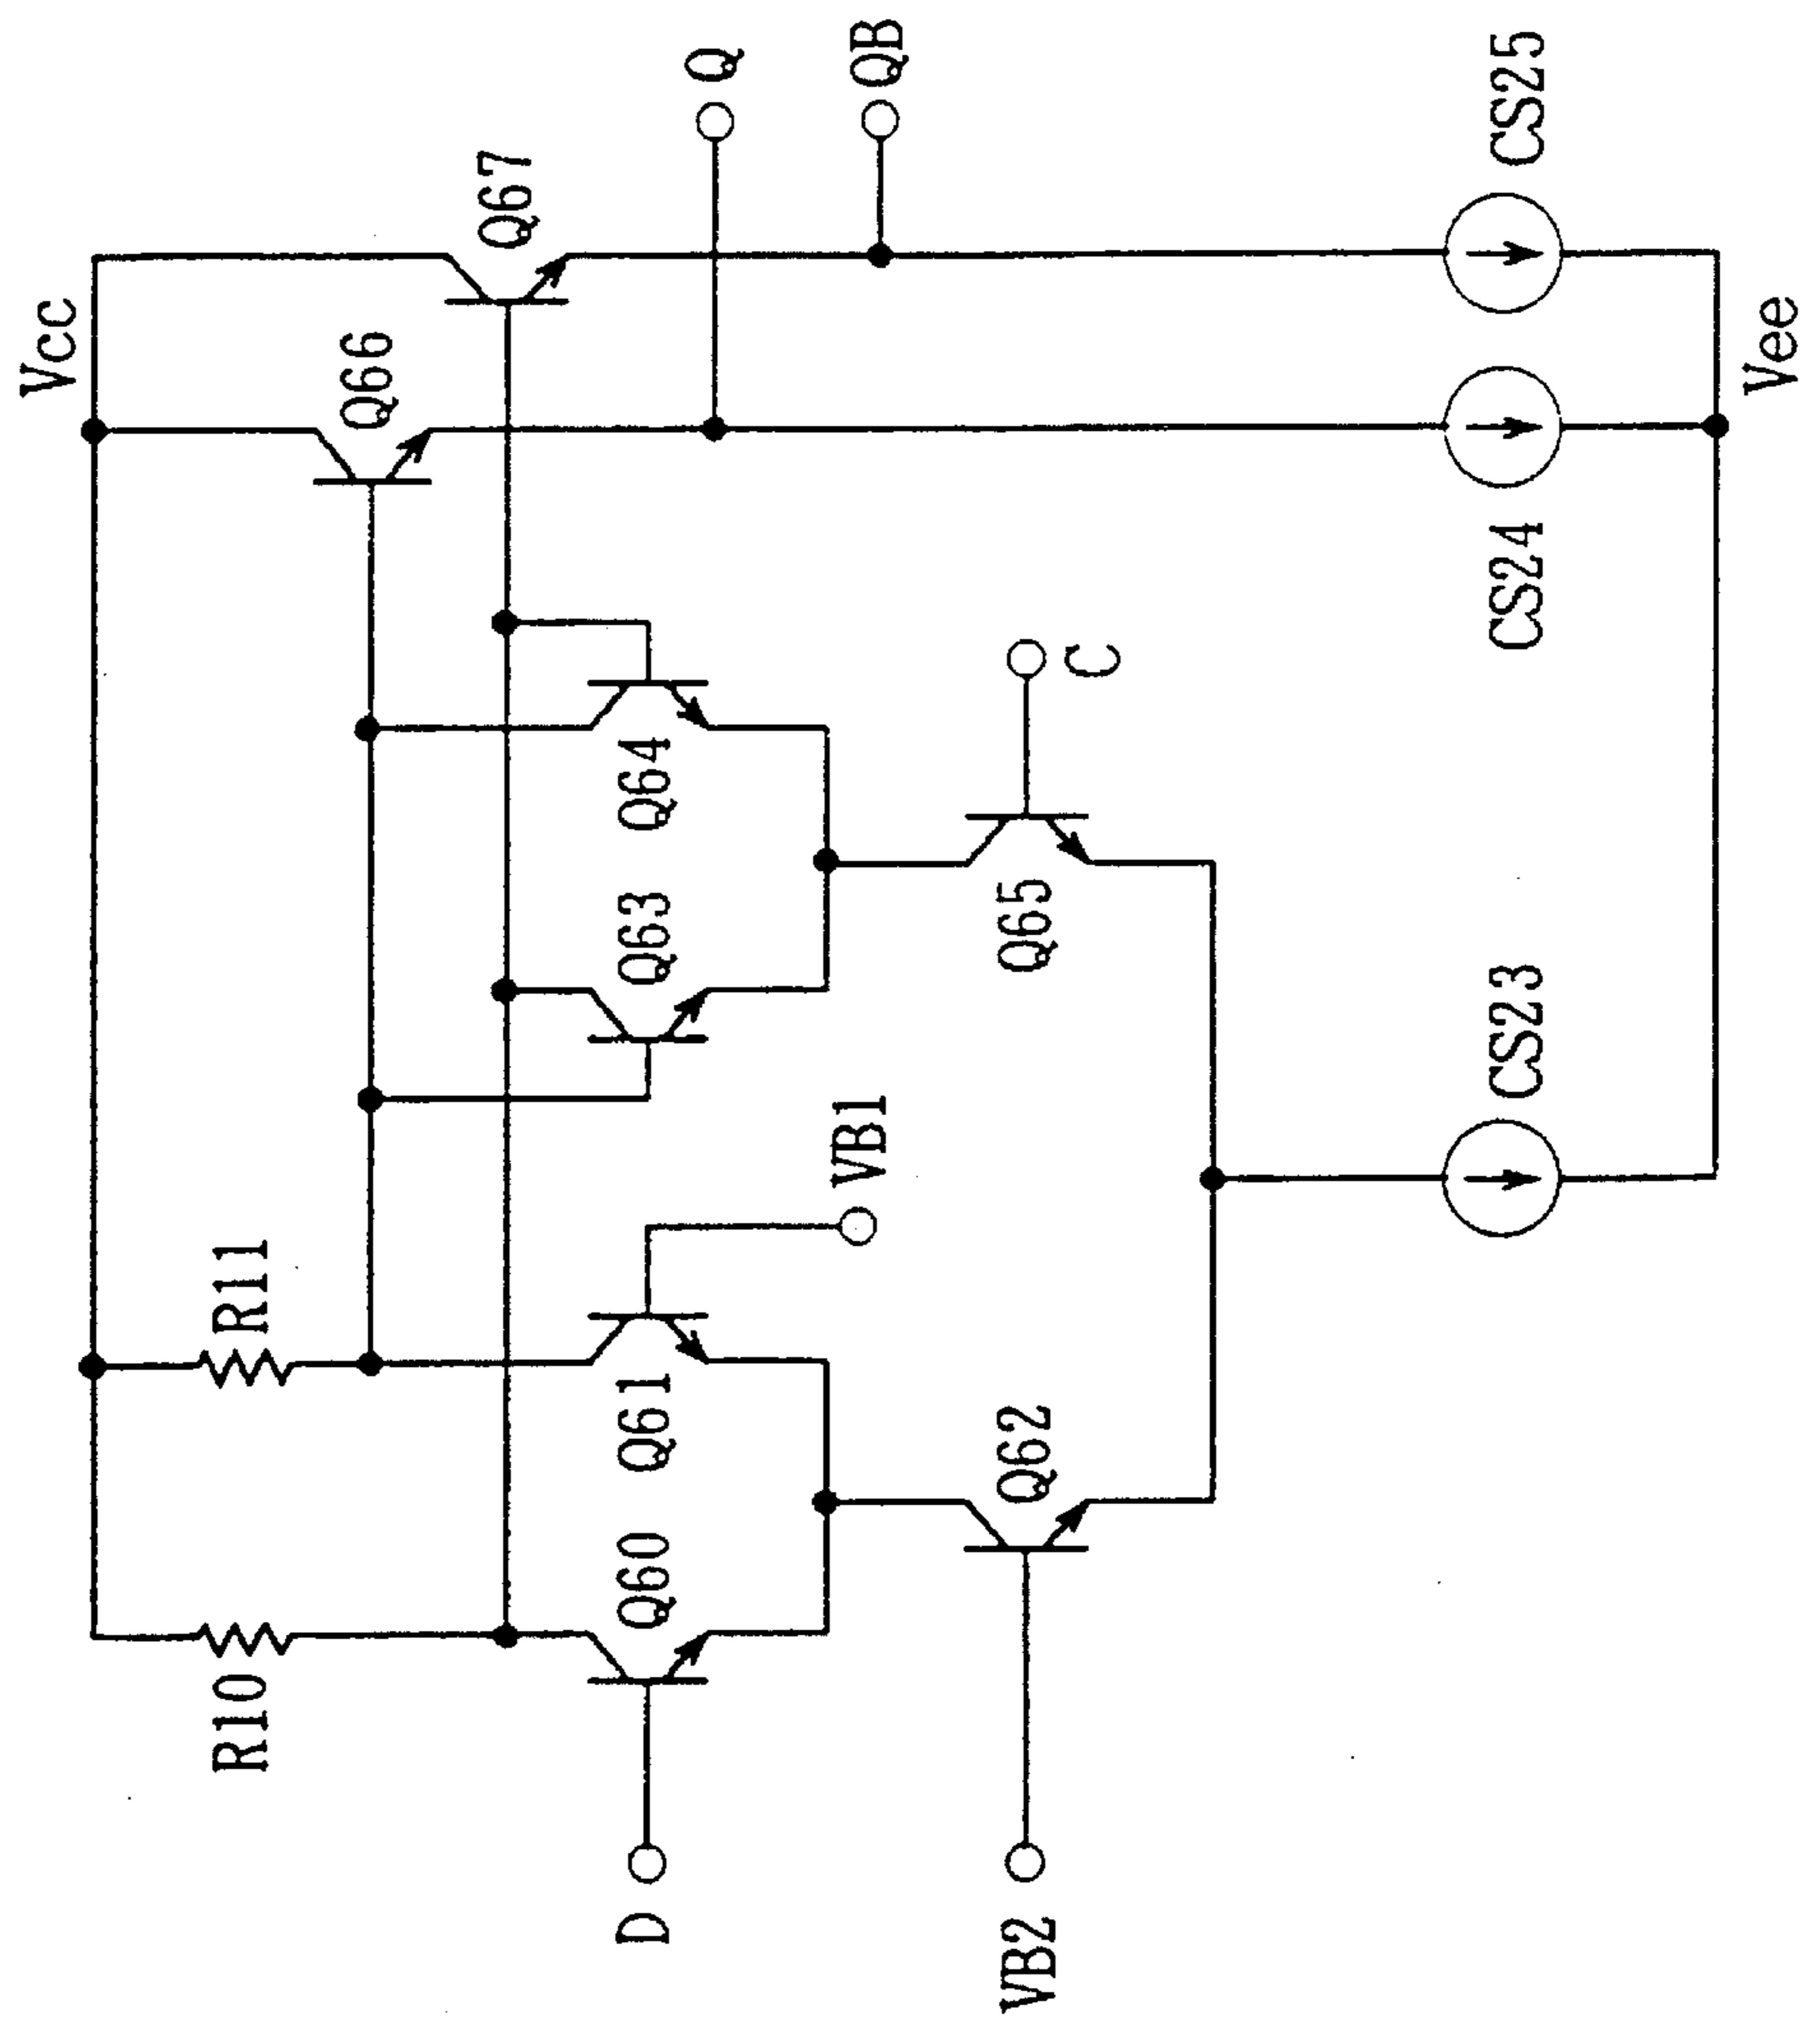 Vcc
R10
R11
Q66
Q67
D
Q60
Q61
Q63
Q64
Q
VB1
QB
VB2
Q62
Q65
C
CS23
CS24
CS25
Vee